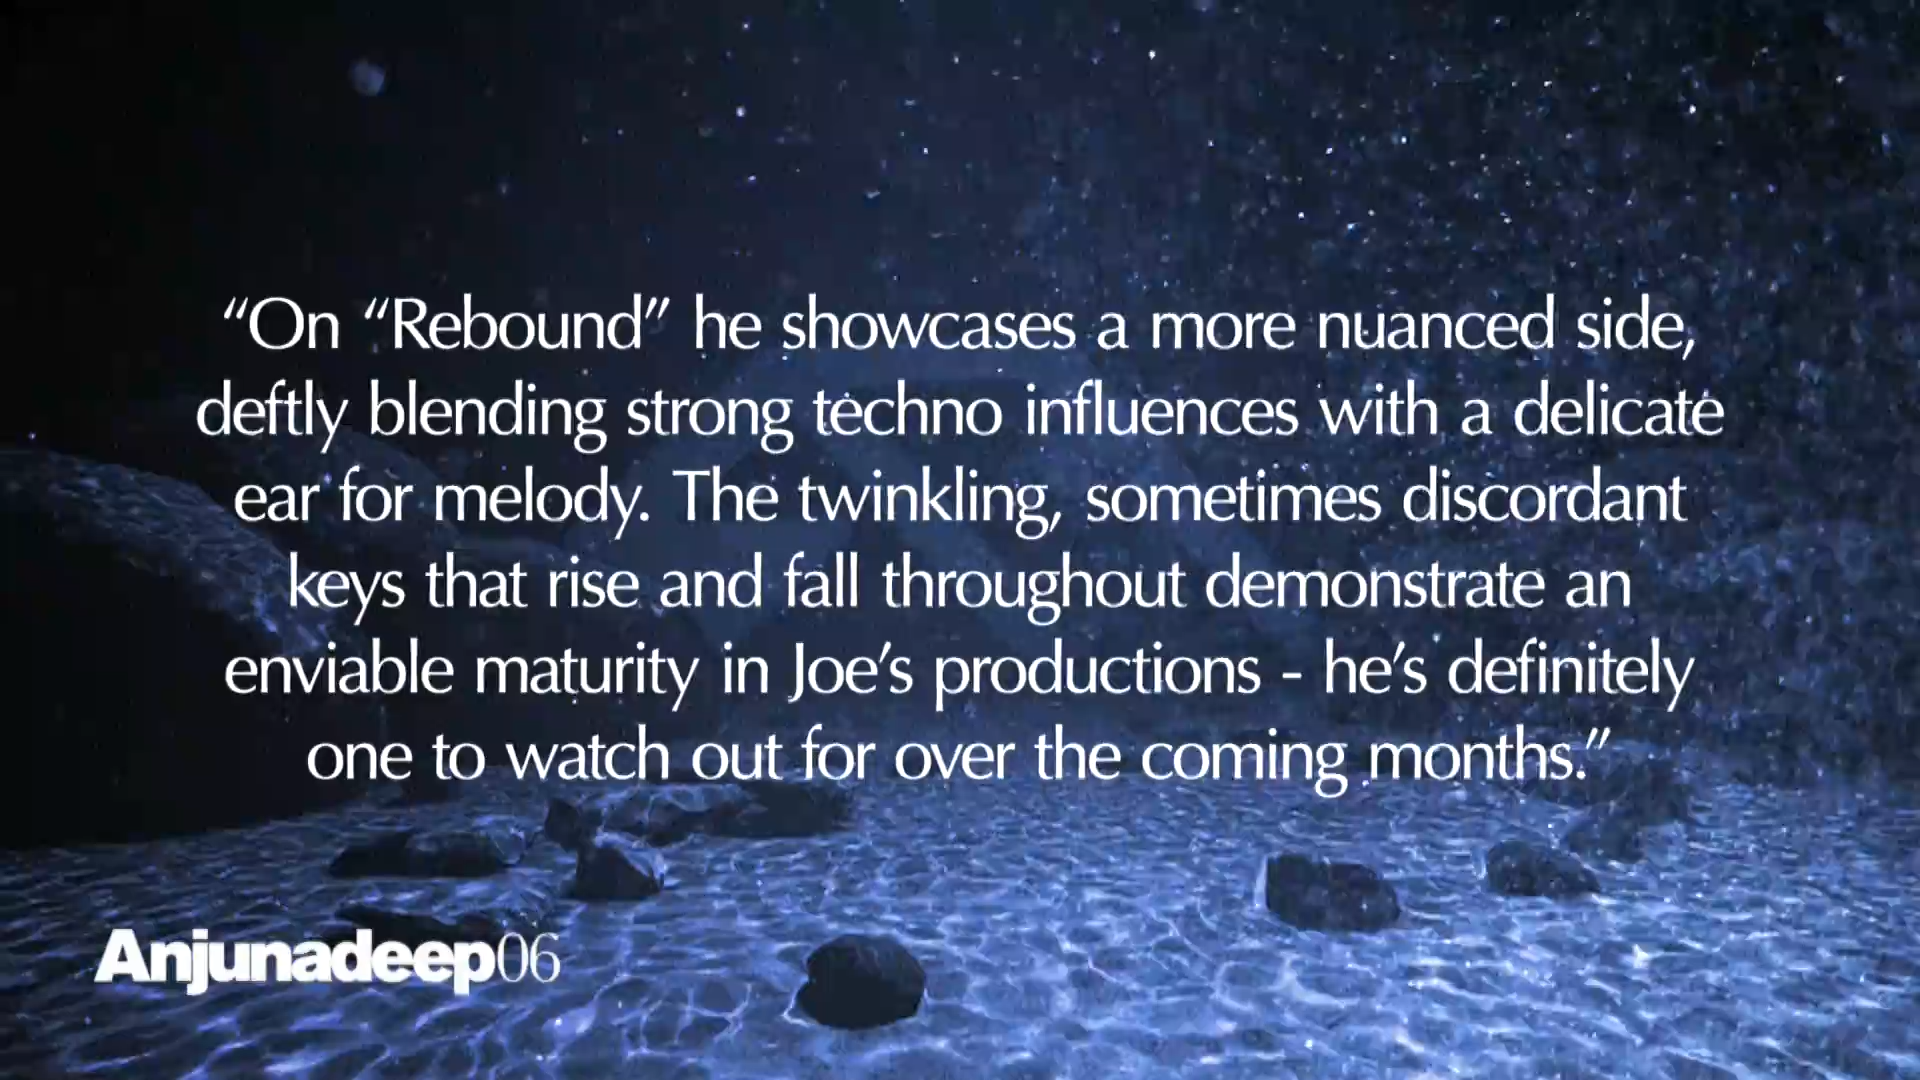 “On “Rebound” he showcases a more nuanced side,
deftly blending strong techno influences with a delicate
ear for melody. The twinkling, sometimes discordant
keys that rise and fall throughout demonstrate an
enviable maturity in Joe’s productions - he’s definitely
one to watch out for over the coming months.”
Anjunadeep06